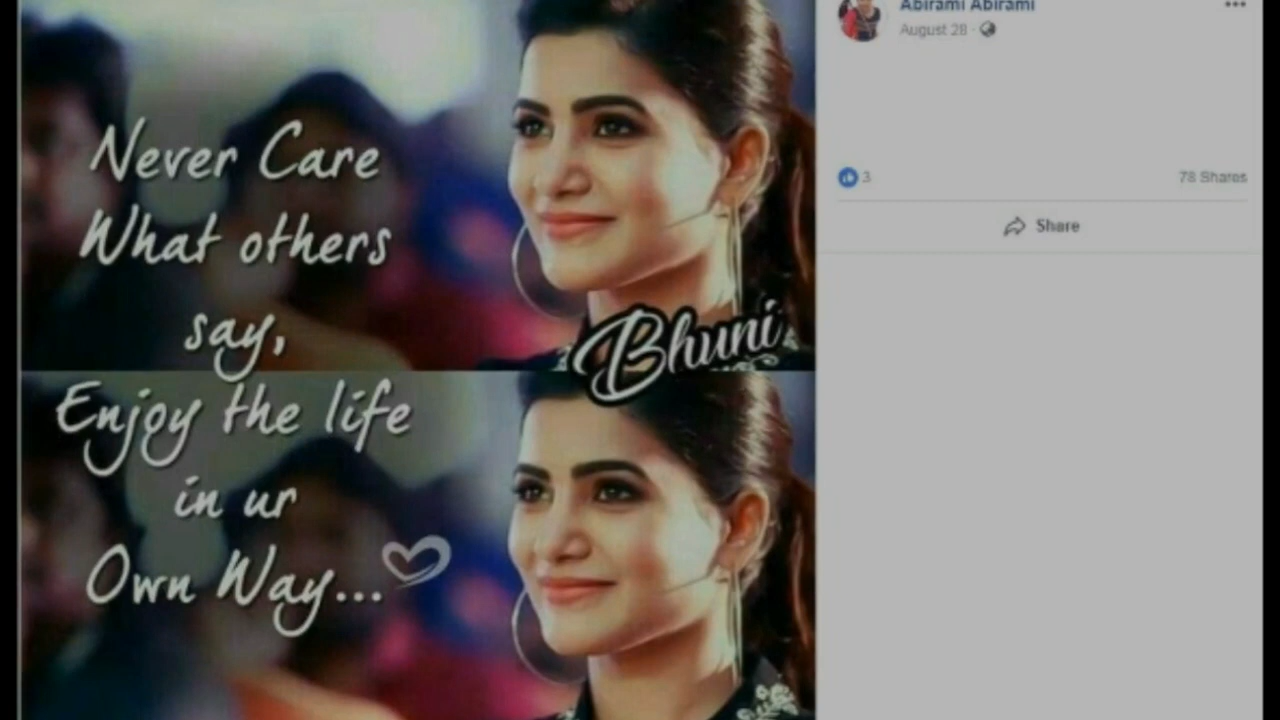 Never Care
What others
say,
Bhuni
Enjoy the life
in ur
Own Way...
Abirami Abirami
August 28
3
78 Shares
Share